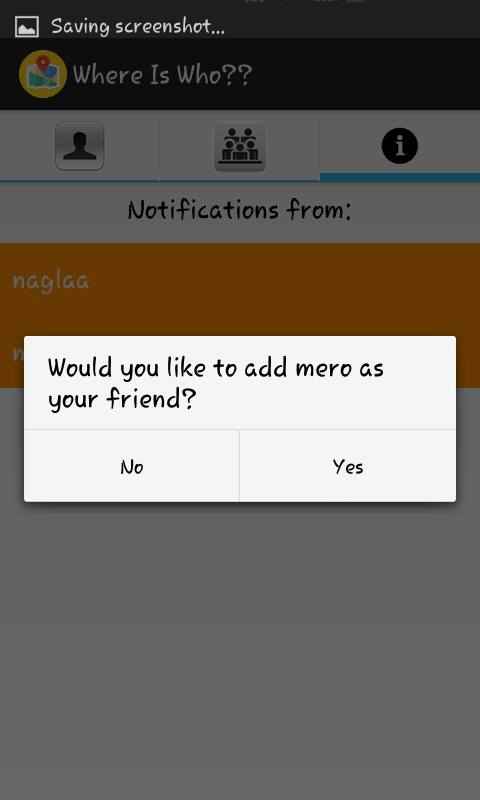 Saving screenshot...
Where Is Who??
Notifications from:
naglaa
Would you like to add mero as
your friend?
No
Yes